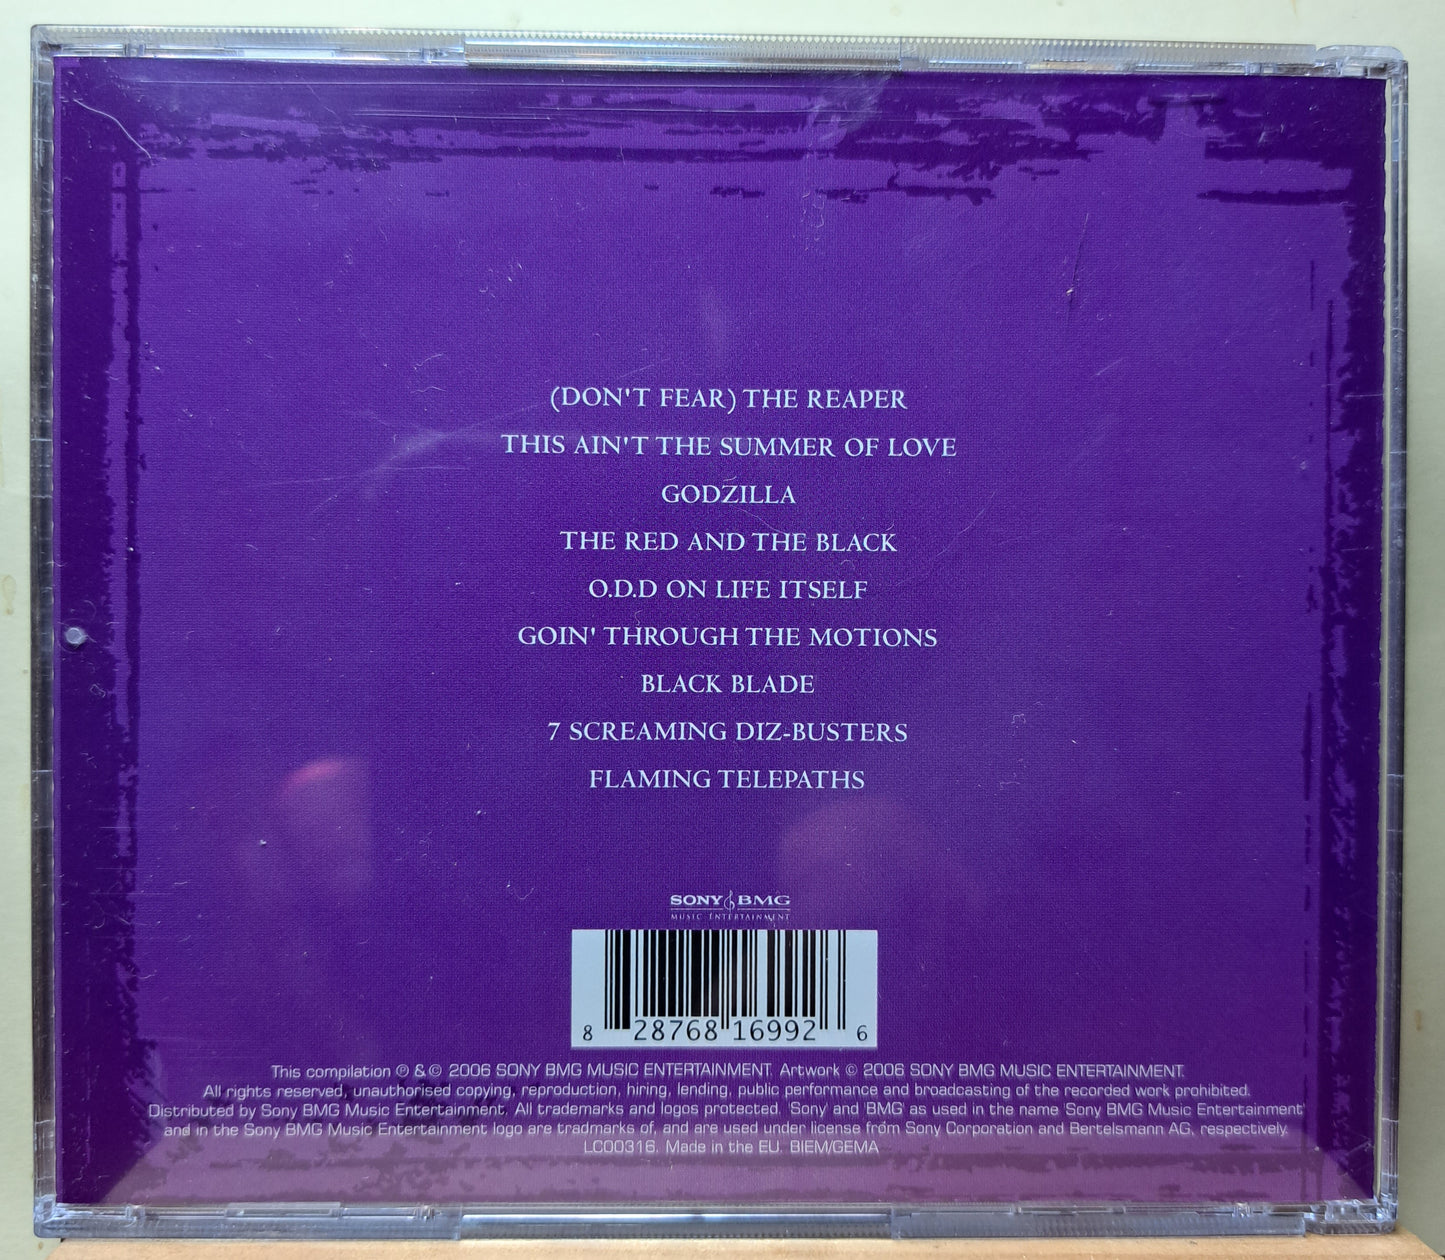 (DON'T FEAR) THE REAPER
THIS AIN'T THE SUMMER OF LOVE
GODZILLA
THE RED AND THE BLACK
O.D.D ON LIFE ITSELF
GOIN' THROUGH THE MOTIONS
BLACK BLADE
7 SCREAMING DIZ-BUSTERS
FLAMING TELEPATHS
SONY BMG
MUSIC ENTERTAINMENT
8 28768 16992 6
This compilation ℗ & © 2006 SONY BMG MUSIC ENTERTAINMENT. Artwork © 2006 SONY BMG MUSIC ENTERTAINMENT.
All rights reserved, unauthorised copying, reproduction, hiring, lending, public performance and broadcasting of the recorded work prohibited.
Distributed by Sony BMG Music Entertainment. All trademarks and logos protected. 'Sony' and 'BMG' as used in the name 'Sony BMG Music Entertainment'
and in the Sony BMG Music Entertainment logo are trademarks of, and are used under license from Sony Corporation and Bertelsmann AG, respectively.
LC00316. Made in the EU. BIEM/GEMA